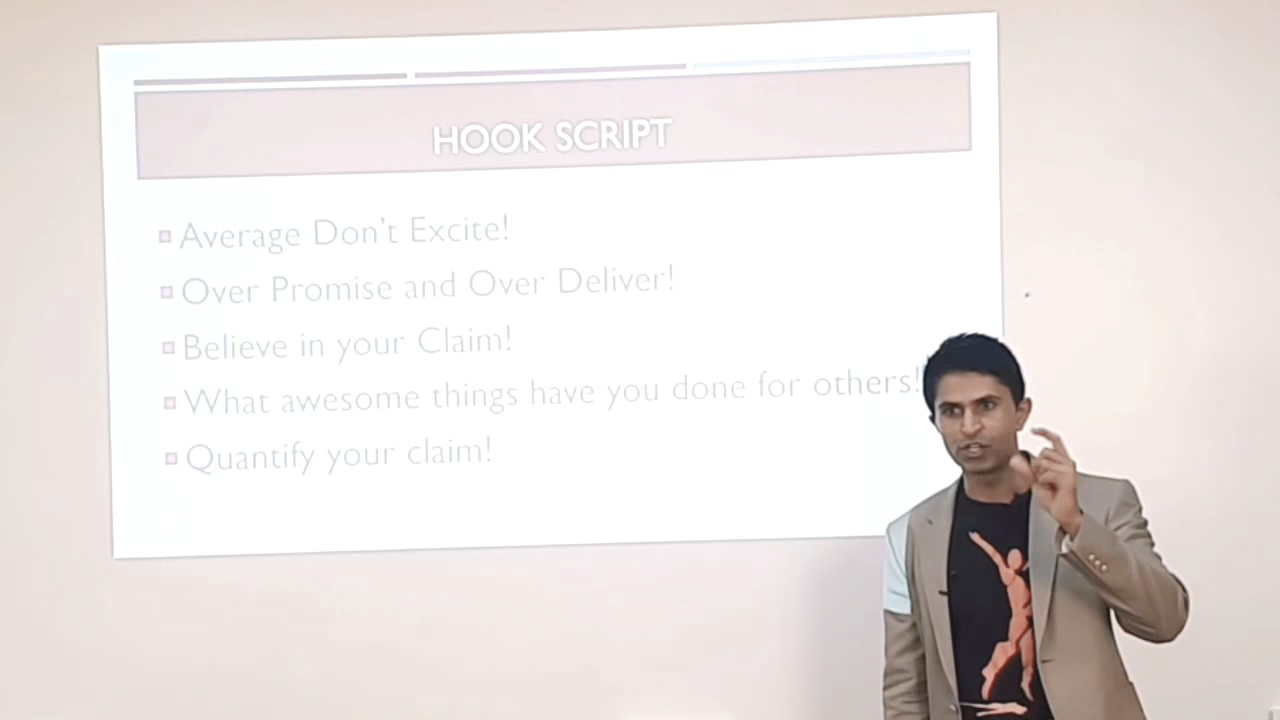 HOOK SCRIPT
Average Don't Excite!
Over Promise and Over Deliver!
Believe in your Claim!
What awesome things have you done for others!
Quantify your claim!